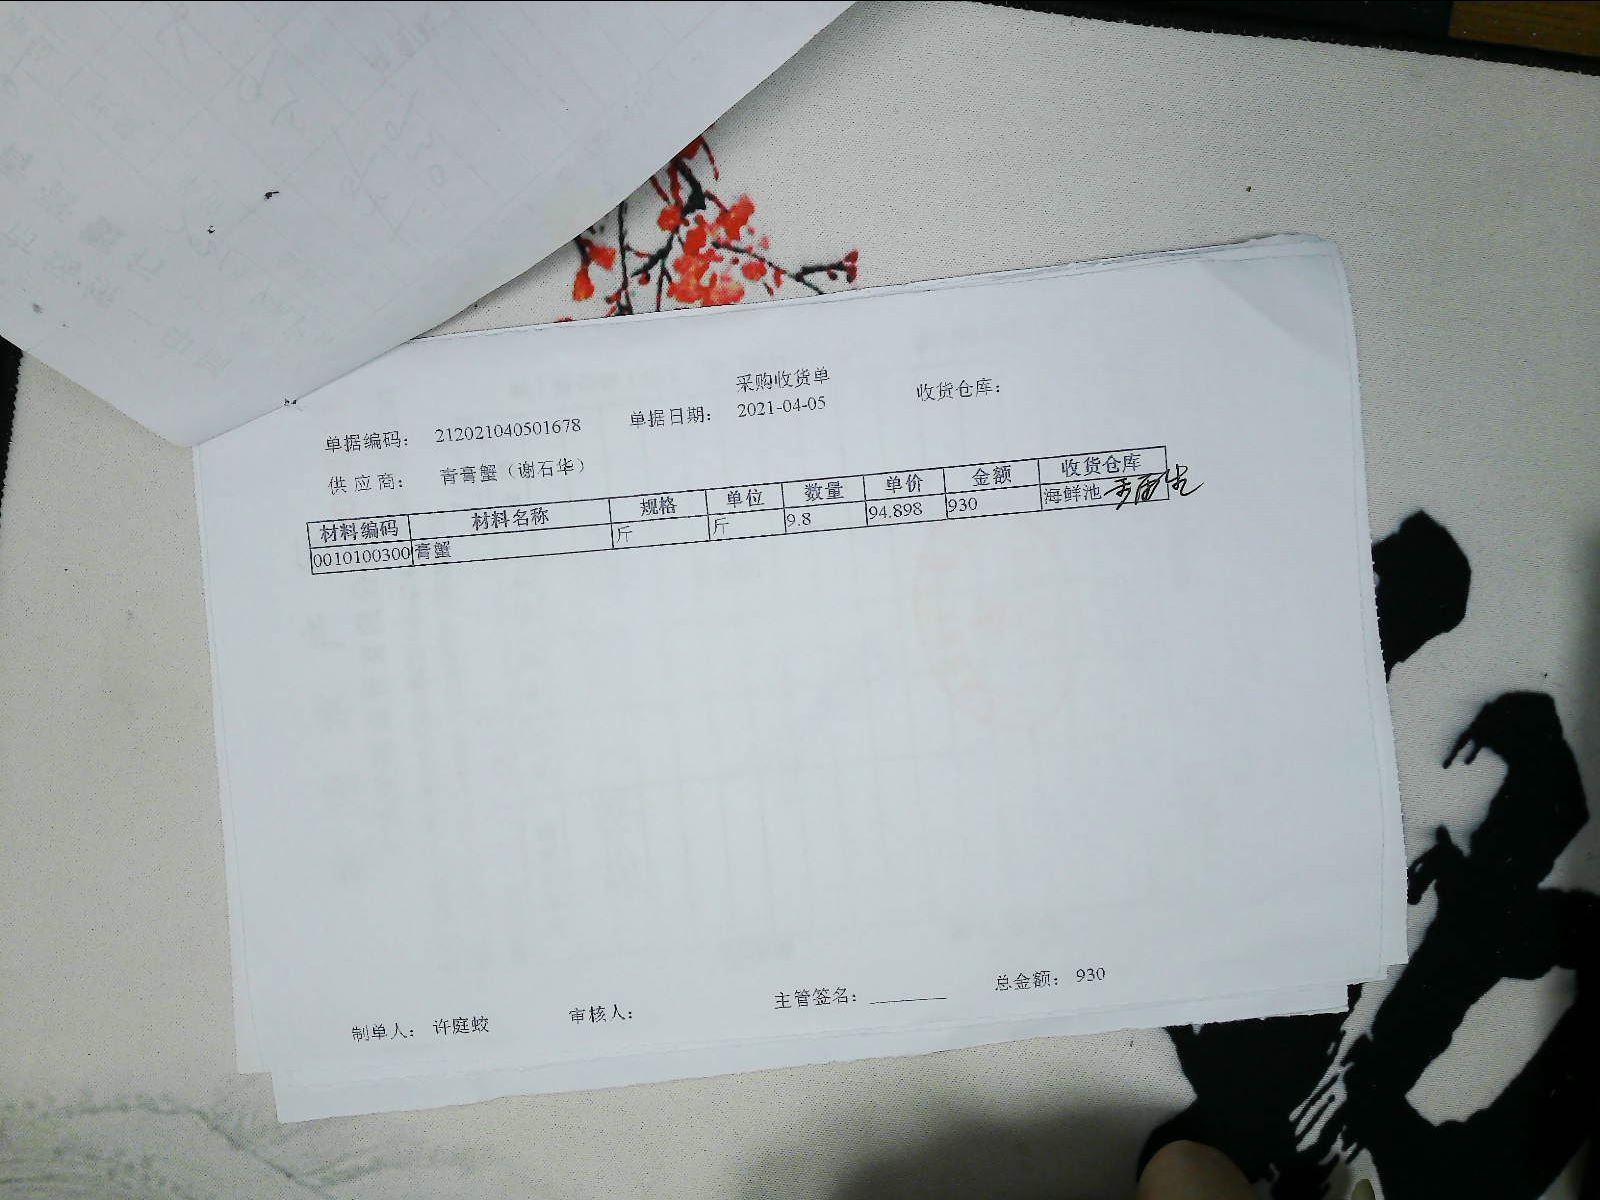 采购收货单
单据编码： 212021040501678 单据日期： 2021-04-05 收货仓库：
供 应 商： 青膏蟹（谢石华）
材料编码 材料名称 规格 单位 数量 单价 金额 收货仓库
0010100300 膏蟹 斤 斤 9.8 94.898 930 海鲜池
制单人： 许庭蛟 审核人： 主管签名：________ 总金额： 930